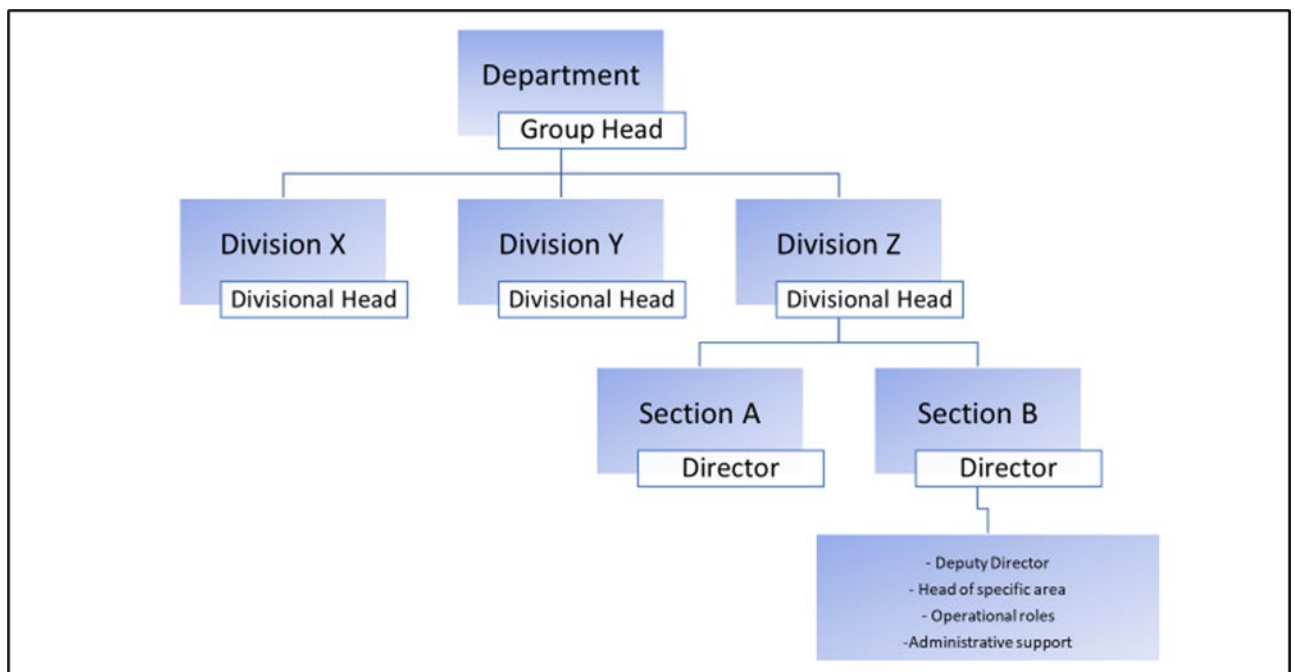 Department
Group Head
Division X
Divisional Head
Division Y
Divisional Head
Division Z
Divisional Head
Section A
Director
Section B
Director
- Deputy Director
- Head of specific area
- Operational roles
-Administrative support